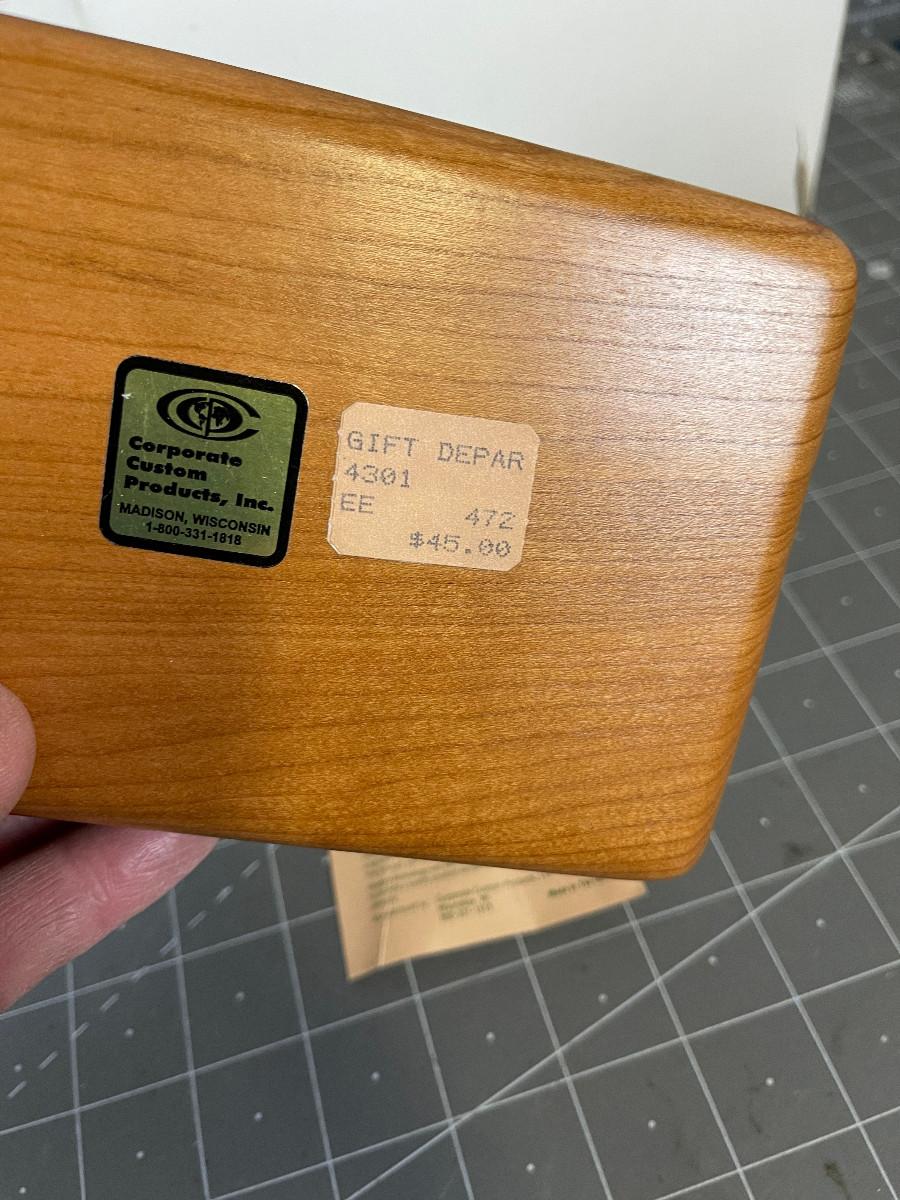 Corporate
Custom
Products, Inc.
MADISON, WISCONSIN
1-800-331-1818
GIFT DEPAR
4301
EE 472
$45.00